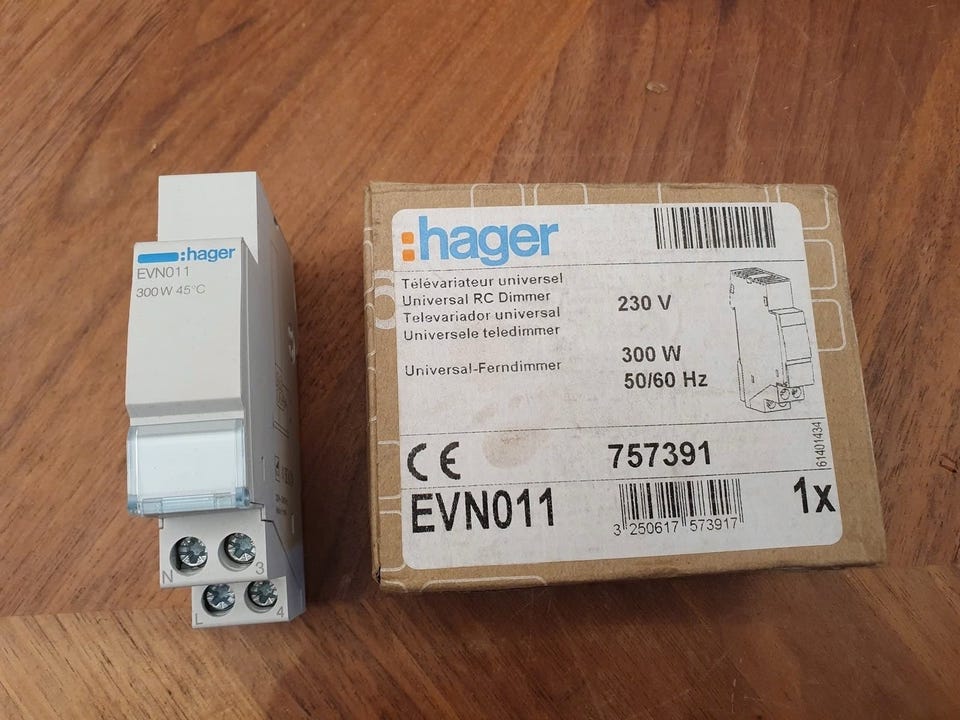 :hager
EVN011
300 W 45°C
N
3
L
4
:hager
Télévariateur universel
Universal RC Dimmer
Televariador universal
Universele teledimmer
Universal-Ferndimmer
230 V
300 W
50/60 Hz
61401434
757391
EVN011
3 250617 573917
1x